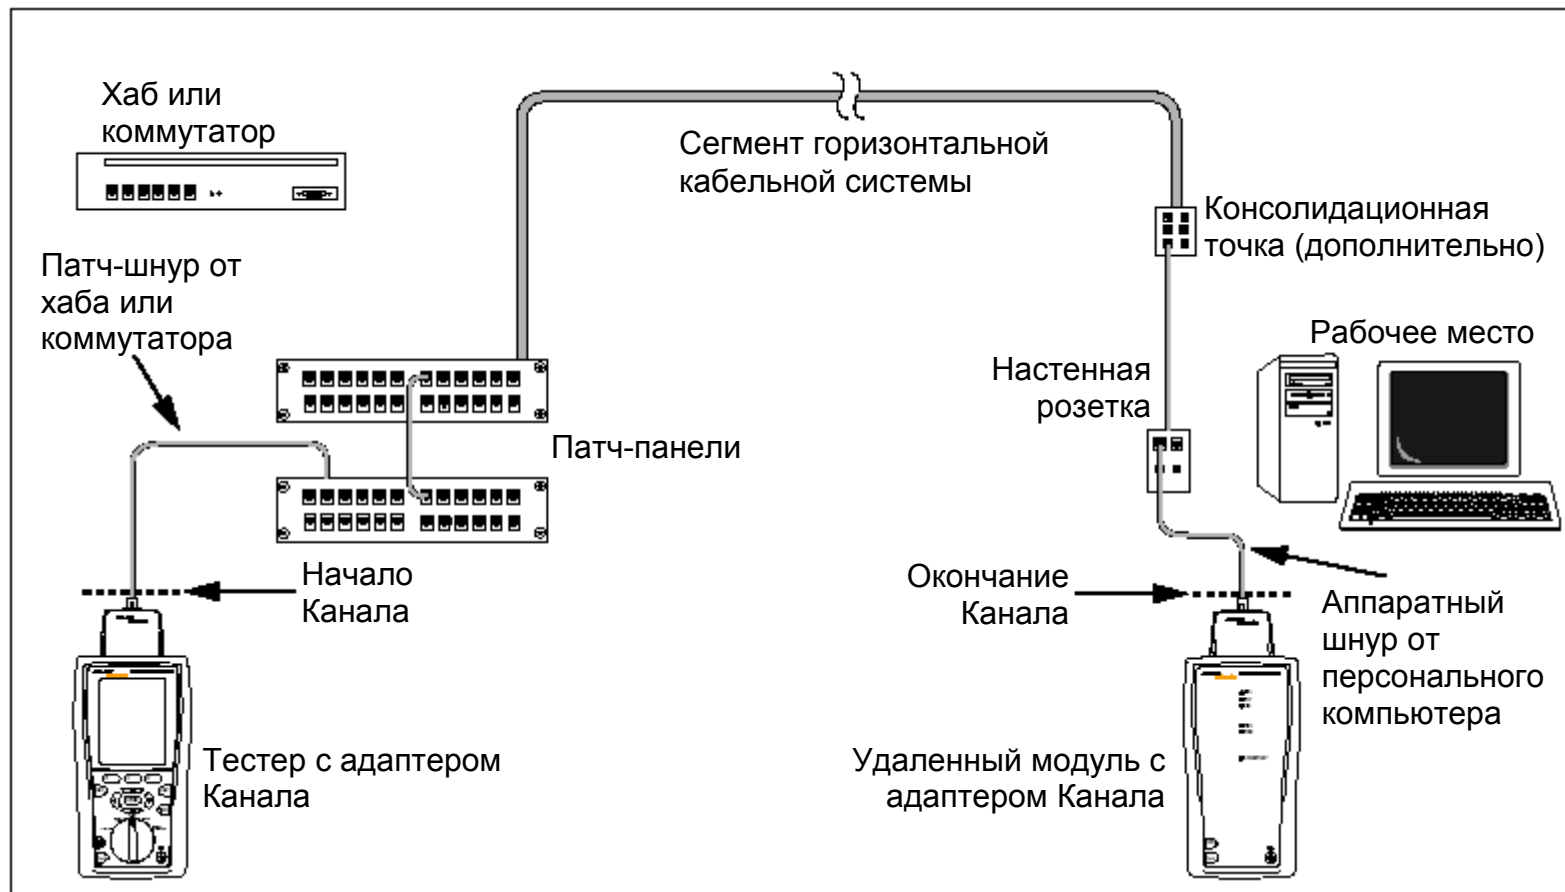 Хаб или
коммутатор
Сегмент горизонтальной
кабельной системы
Консолидационная
точка (дополнительно)
Патч-шнур от
хаба или
коммутатора
Рабочее место
Настенная
розетка
Патч-панели
Начало
Канала
Окончание
Канала
Аппаратный
шнур от
персонального
компьютера
Тестер с адаптером
Канала
Удаленный модуль с
адаптером Канала